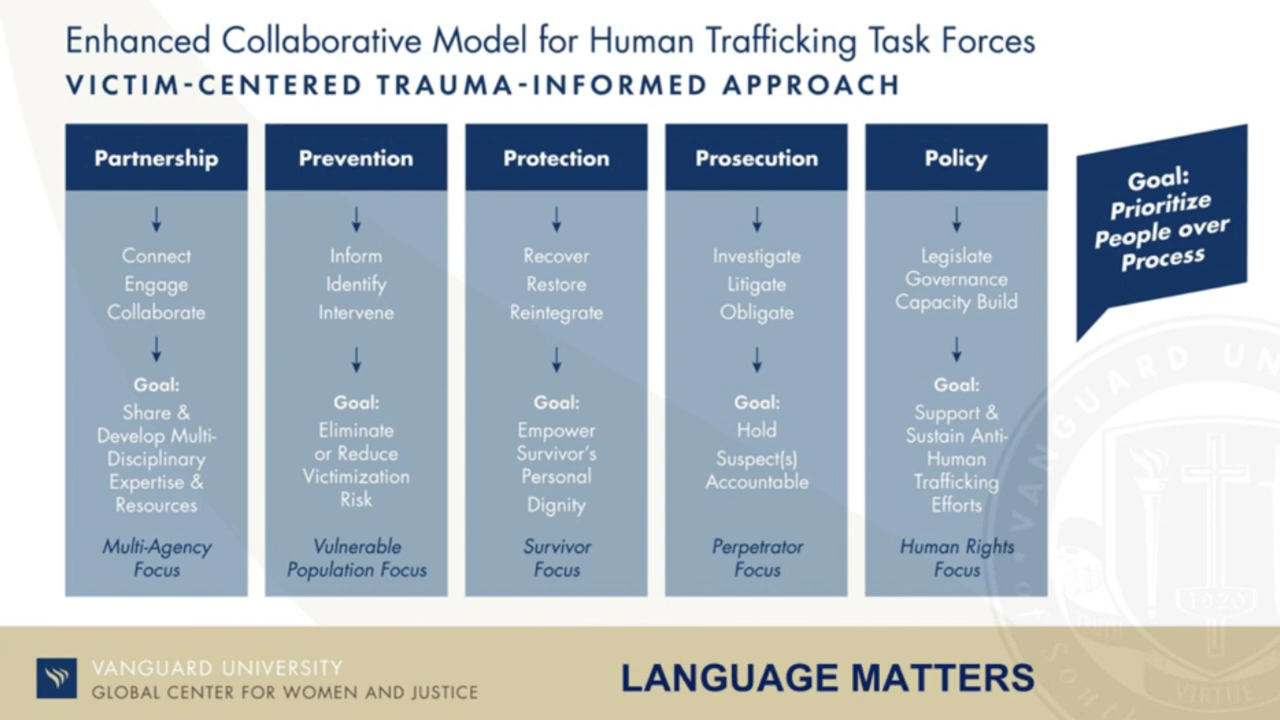 Enhanced Collaborative Model for Human Trafficking Task Forces
VICTIM-CENTERED TRAUMA-INFORMED APPROACH
Partnership
Connect
Engage
Collaborate
Goal:
Share &
Develop Multi-
Disciplinary
Expertise &
Resources
Multi-Agency
Focus
Prevention
Inform
Identify
Intervene
Goal:
Eliminate
or Reduce
Victimization
Risk
Vulnerable
Population Focus
Protection
Recover
Restore
Reintegrate
Goal:
Empower
Survivor's
Personal
Dignity
Survivor
Focus
Prosecution
Investigate
Litigate
Obligate
Goal:
Hold
Suspect(s)
Accountable
Perpetrator
Focus
Policy
Legislate
Governance
Capacity Build
Goal:
Support &
Sustain Anti-
Human
Trafficking
Efforts
Human Rights
Focus
Goal:
Prioritize
People over
Process
VANGUARD UN
1920
VIRTUE
VANGUARD UNIVERSITY
GLOBAL CENTER FOR WOMEN AND JUSTICE
LANGUAGE MATTERS